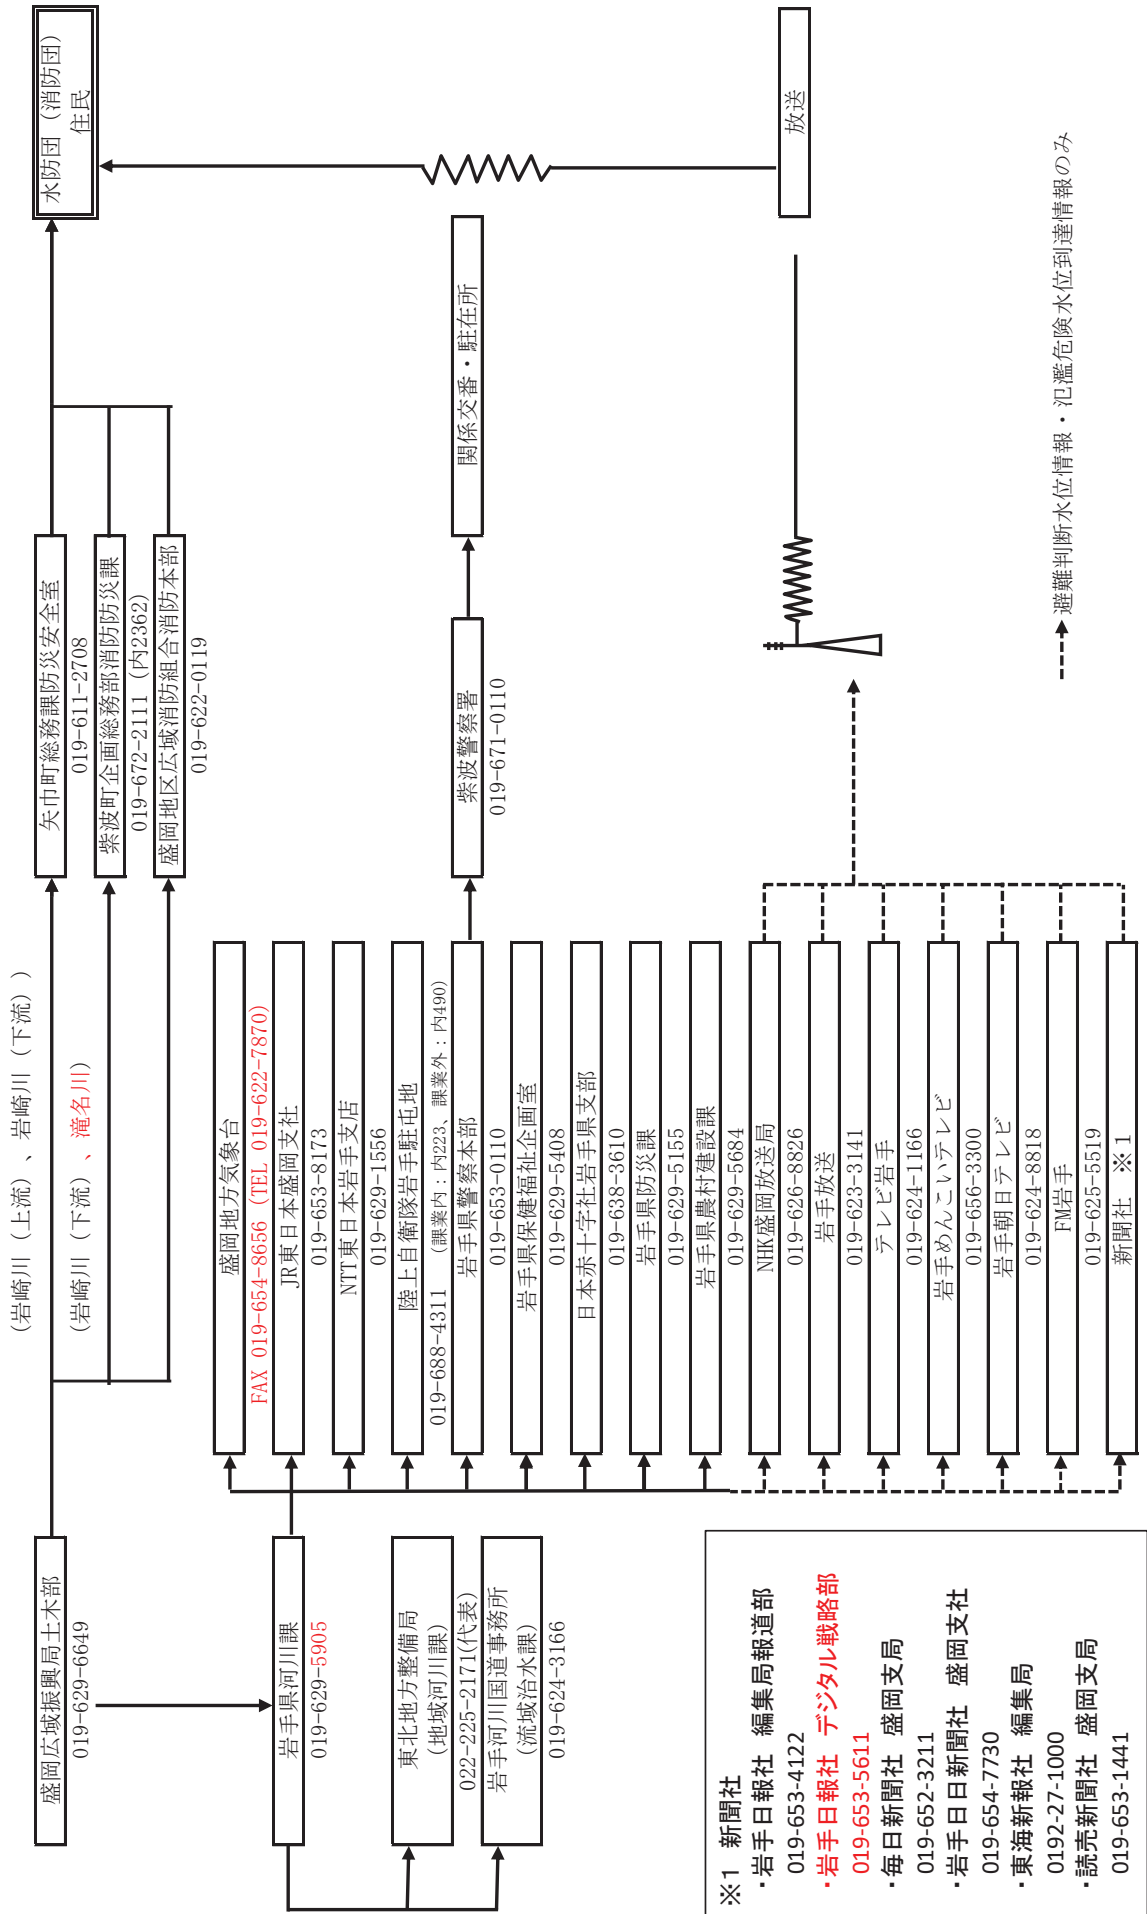 (岩崎川（上流）、岩崎川（下流）)
(岩崎川（下流）、滝名川)
盛岡広域振興局土木部
019-629-6649
矢巾町総務課防災安全室
019-611-2708
紫波町企画総務部消防防災課
019-672-2111 (内2362)
盛岡地区広域消防組合消防本部
019-622-0119
水防団（消防団）
住民
岩手県河川課
019-629-5905
東北地方整備局
(地域河川課)
022-225-2171(代表)
岩手河川国道事務所
(流域治水課)
019-624-3166
盛岡地方気象台
FAX 019-654-8656 (TEL 019-622-7870)
JR東日本盛岡支社
019-653-8173
NTT東日本岩手支店
019-629-1556
陸上自衛隊岩手駐屯地
019-688-4311 (課業内：内223、課業外：内490)
岩手県警察本部
019-653-0110
岩手県保健福祉企画室
019-629-5408
日本赤十字社岩手県支部
019-638-3610
岩手県防災課
019-629-5155
岩手県農村建設課
019-629-5684
NHK盛岡放送局
019-626-8826
岩手放送
019-623-3141
テレビ岩手
019-624-1166
岩手めんこいテレビ
019-656-3300
岩手朝日テレビ
019-624-8818
FM岩手
019-625-5519
新聞社　※1
紫波警察署
019-671-0110
関係交番・駐在所
放送
避難判断水位情報・氾濫危険水位到達情報のみ
※1　新聞社
・岩手日報社　編集局報道部
019-653-4122
・岩手日報社　デジタル戦略部
019-653-5611
・毎日新聞社　盛岡支局
019-652-3211
・岩手日日新聞社　盛岡支社
019-654-7730
・東海新報社　編集局
0192-27-1000
・読売新聞社　盛岡支局
019-653-1441